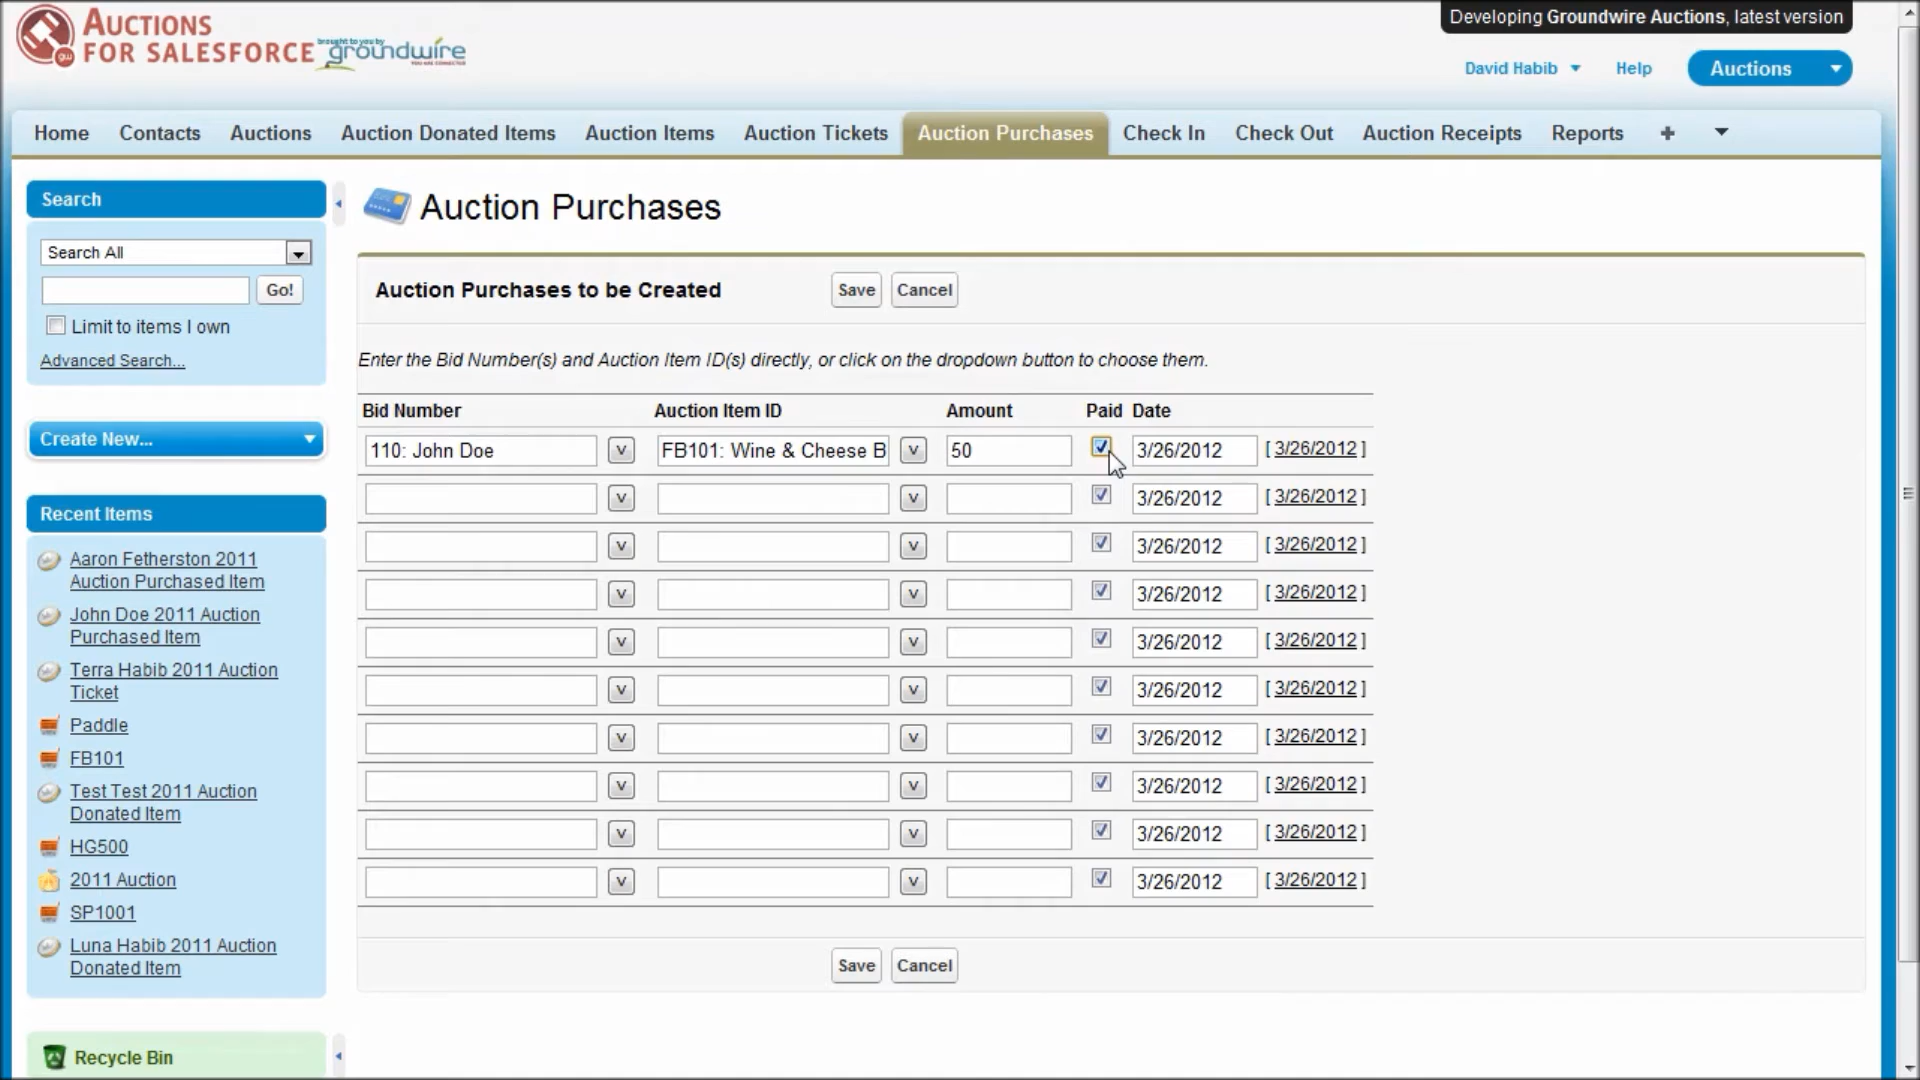 Developing Groundwire Auctions, latest version
AUCTIONS
FOR SALESFORCE
brought to you by
groundwire
YOU ARE CONNECTED
David Habib
Help
Auctions
Home Contacts Auctions Auction Donated Items Auction Items Auction Tickets Auction Purchases Check In Check Out Auction Receipts Reports +
Search
Search All
Go!
Limit to items I own
Advanced Search...
Create New...
Recent Items
Aaron Fetherston 2011
Auction Purchased Item
John Doe 2011 Auction
Purchased Item
Terra Habib 2011 Auction
Ticket
Paddle
FB101
Test Test 2011 Auction
Donated Item
HG500
2011 Auction
SP1001
Luna Habib 2011 Auction
Donated Item
Recycle Bin
Auction Purchases
Auction Purchases to be Created Save Cancel
Enter the Bid Number(s) and Auction Item ID(s) directly, or click on the dropdown button to choose them.
Bid Number Auction Item ID Amount Paid Date
110: John Doe v FB101: Wine & Cheese B v 50 3/26/2012 [ 3/26/2012 ]
v v 3/26/2012 [ 3/26/2012 ]
v v 3/26/2012 [ 3/26/2012 ]
v v 3/26/2012 [ 3/26/2012 ]
v v 3/26/2012 [ 3/26/2012 ]
v v 3/26/2012 [ 3/26/2012 ]
v v 3/26/2012 [ 3/26/2012 ]
v v 3/26/2012 [ 3/26/2012 ]
v v 3/26/2012 [ 3/26/2012 ]
v v 3/26/2012 [ 3/26/2012 ]
Save Cancel